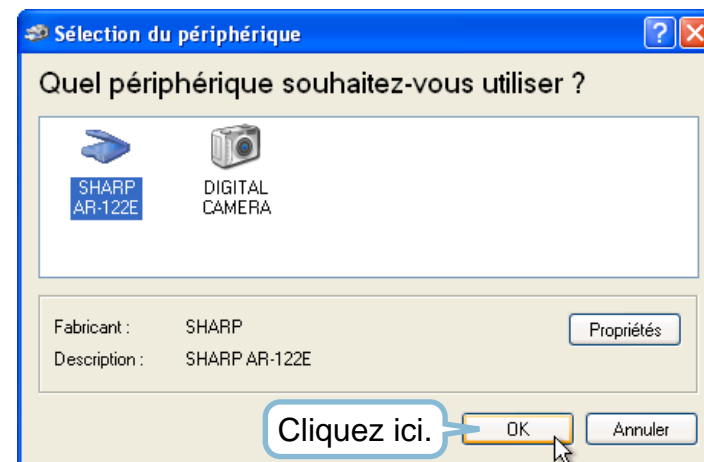 Sélection du périphérique
Quel périphérique souhaitez-vous utiliser ?
SHARP
AR-122E
DIGITAL
CAMERA
Fabricant :
SHARP
Propriétés
Description :
SHARP AR-122E
Cliquez ici.
OK
Annuler